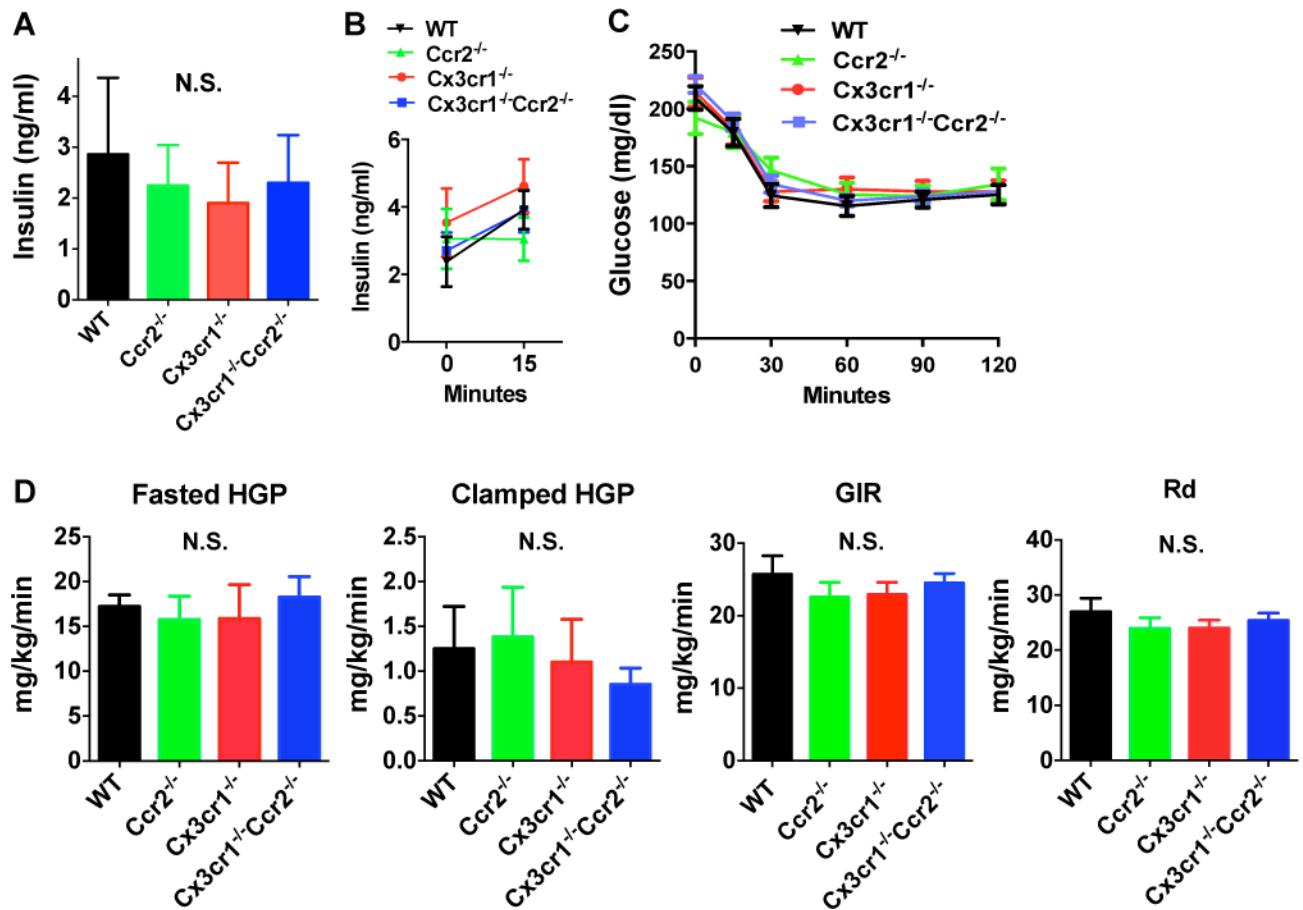 A
N.S.
Insulin (ng/ml)
4
3
2
1
0
WT
Ccr2-/-
Cx3cr1-/-
Cx3cr1-/-Ccr2-/-
B
WT
Ccr2-/-
Cx3cr1-/-
Cx3cr1-/-Ccr2-/-
Insulin (ng/ml)
6
4
2
0
0 15
Minutes
C
WT
Ccr2-/-
Cx3cr1-/-
Cx3cr1-/-Ccr2-/-
Glucose (mg/dl)
250
200
150
100
50
0
0 30 60 90 120
Minutes
D
Fasted HGP
N.S.
mg/kg/min
25
20
15
10
5
0
WT
Ccr2-/-
Cx3cr1-/-
Cx3cr1-/-Ccr2-/-
Clamped HGP
N.S.
mg/kg/min
2.5
2.0
1.5
1.0
0.5
0.0
WT
Ccr2-/-
Cx3cr1-/-
Cx3cr1-/-Ccr2-/-
GIR
N.S.
mg/kg/min
30
20
10
0
WT
Ccr2-/-
Cx3cr1-/-
Cx3cr1-/-Ccr2-/-
Rd
N.S.
mg/kg/min
40
30
20
10
0
WT
Ccr2-/-
Cx3cr1-/-
Cx3cr1-/-Ccr2-/-